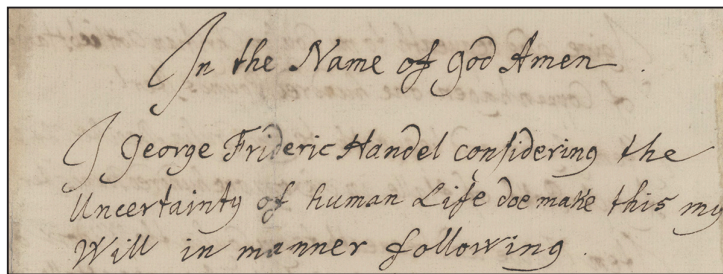 In the Name of God Amen .
I George Frideric Handel considering the
Uncertainty of human Life doe make this my
Will in manner following .